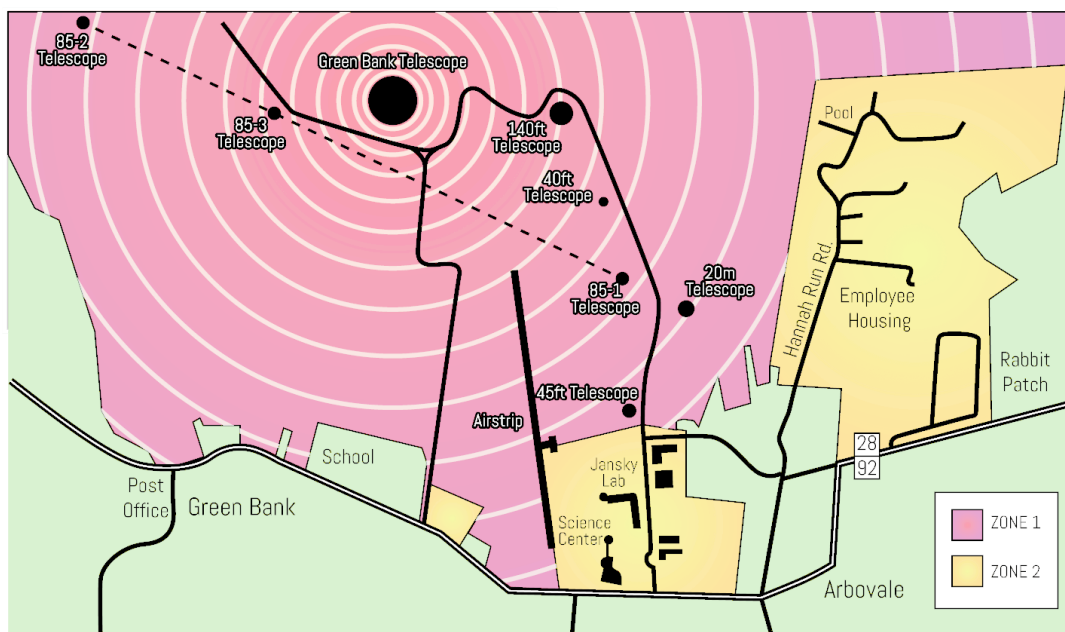 85-2
Telescope
Green Bank Telescope
85-3
Telescope
140ft
Telescope
Pool
40ft
Telescope
Hannah Run Rd.
20m
Telescope
85-1
Telescope
Employee
Housing
Rabbit
Patch
45ft Telescope
Airstrip
School
28
92
Post
Office
Green Bank
Jansky
Lab
Science
Center
Arbovale
ZONE 1
ZONE 2